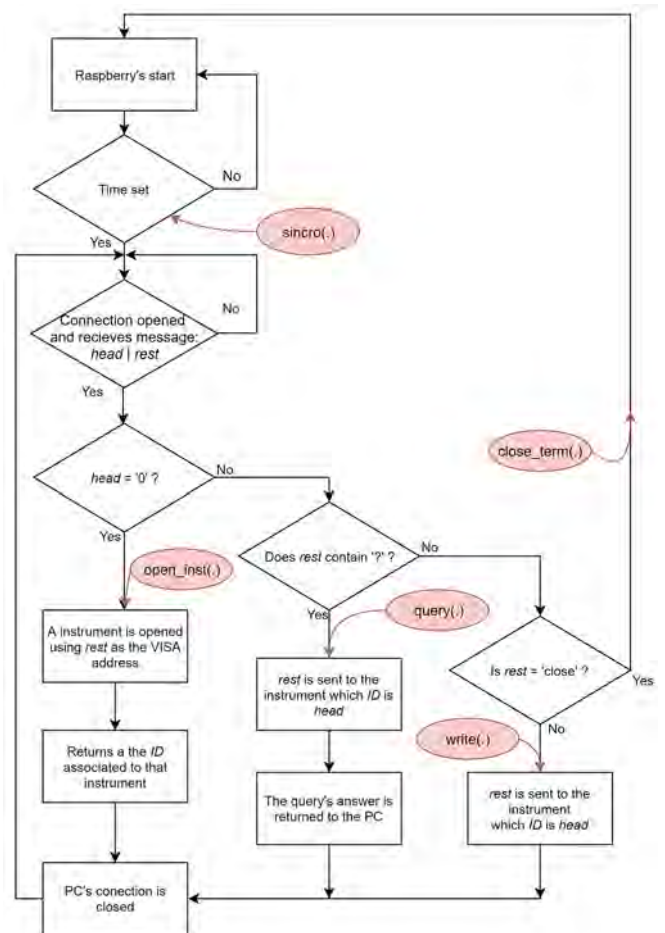 Raspberry's start
Time set
No
sincro(.)
Yes
No
Connection opened
and recieves message:
head | rest
Yes
close_term(.)
head = '0' ?
No
Yes
Does rest contain '?' ?
No
open_inst(.)
Yes
query(.)
A instrument is opened
using rest as the VISA
address
rest is sent to the
instrument which ID is
head
Is rest = 'close' ?
Yes
No
write(.)
Returns a the ID
associated to that
instrument
The query's answer is
returned to the PC
rest is sent to the
instrument
which ID is head
PC's conection is
closed